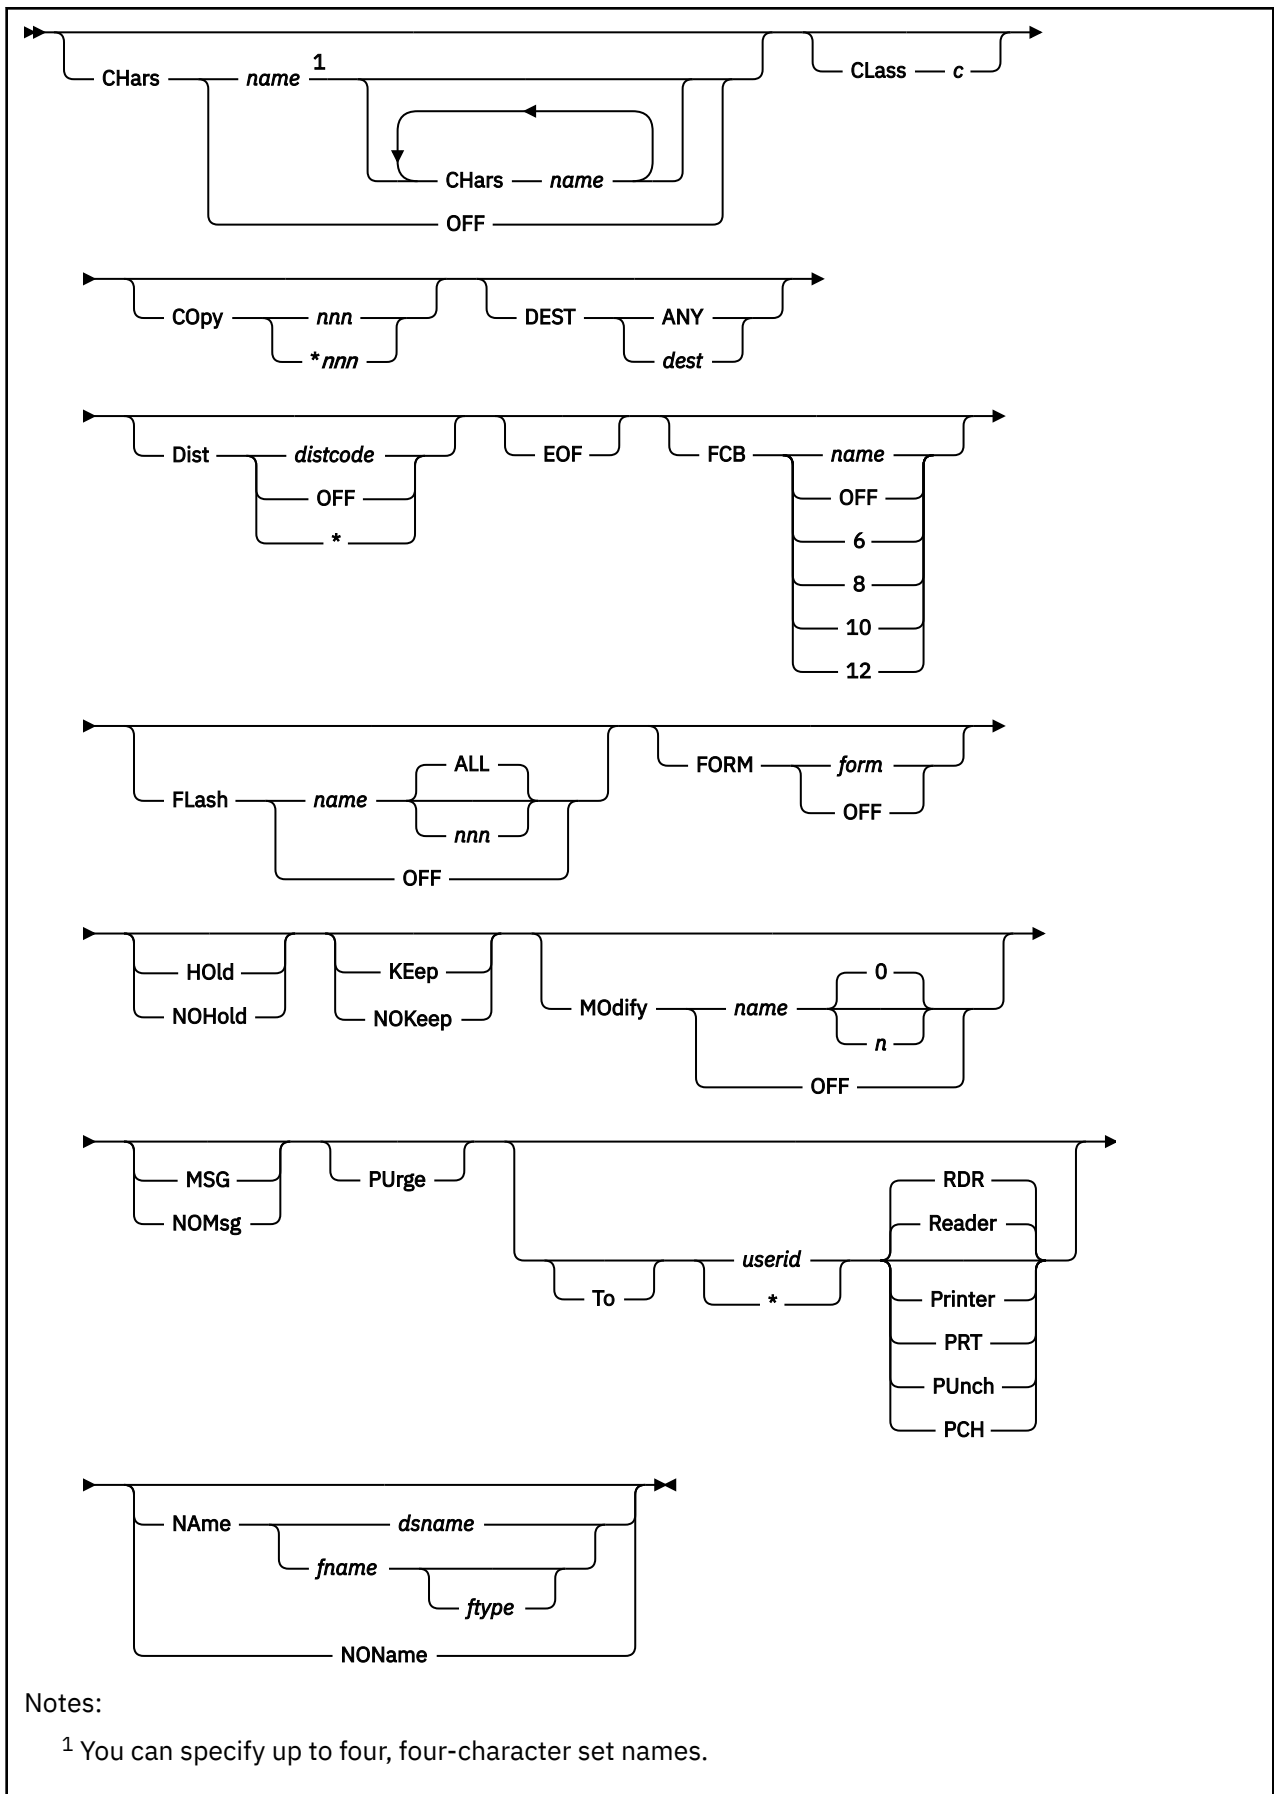 CHars name 1 CLass c
CHars name
OFF
COpy nnn DEST ANY
*nnn dest
Dist distcode EOF FCB name
OFF OFF
* 6
8
10
12
ALL
FLash name FORM form
nnn OFF
OFF
HOld KEep 0
NOHold NOKeep MOdify name
n
OFF
MSG PUrge RDR
NOMsg Reader
userid
To * Printer
PRT
PUnch
PCH
NAme dsname
fname
ftype
NOName
Notes:
1 You can specify up to four, four-character set names.